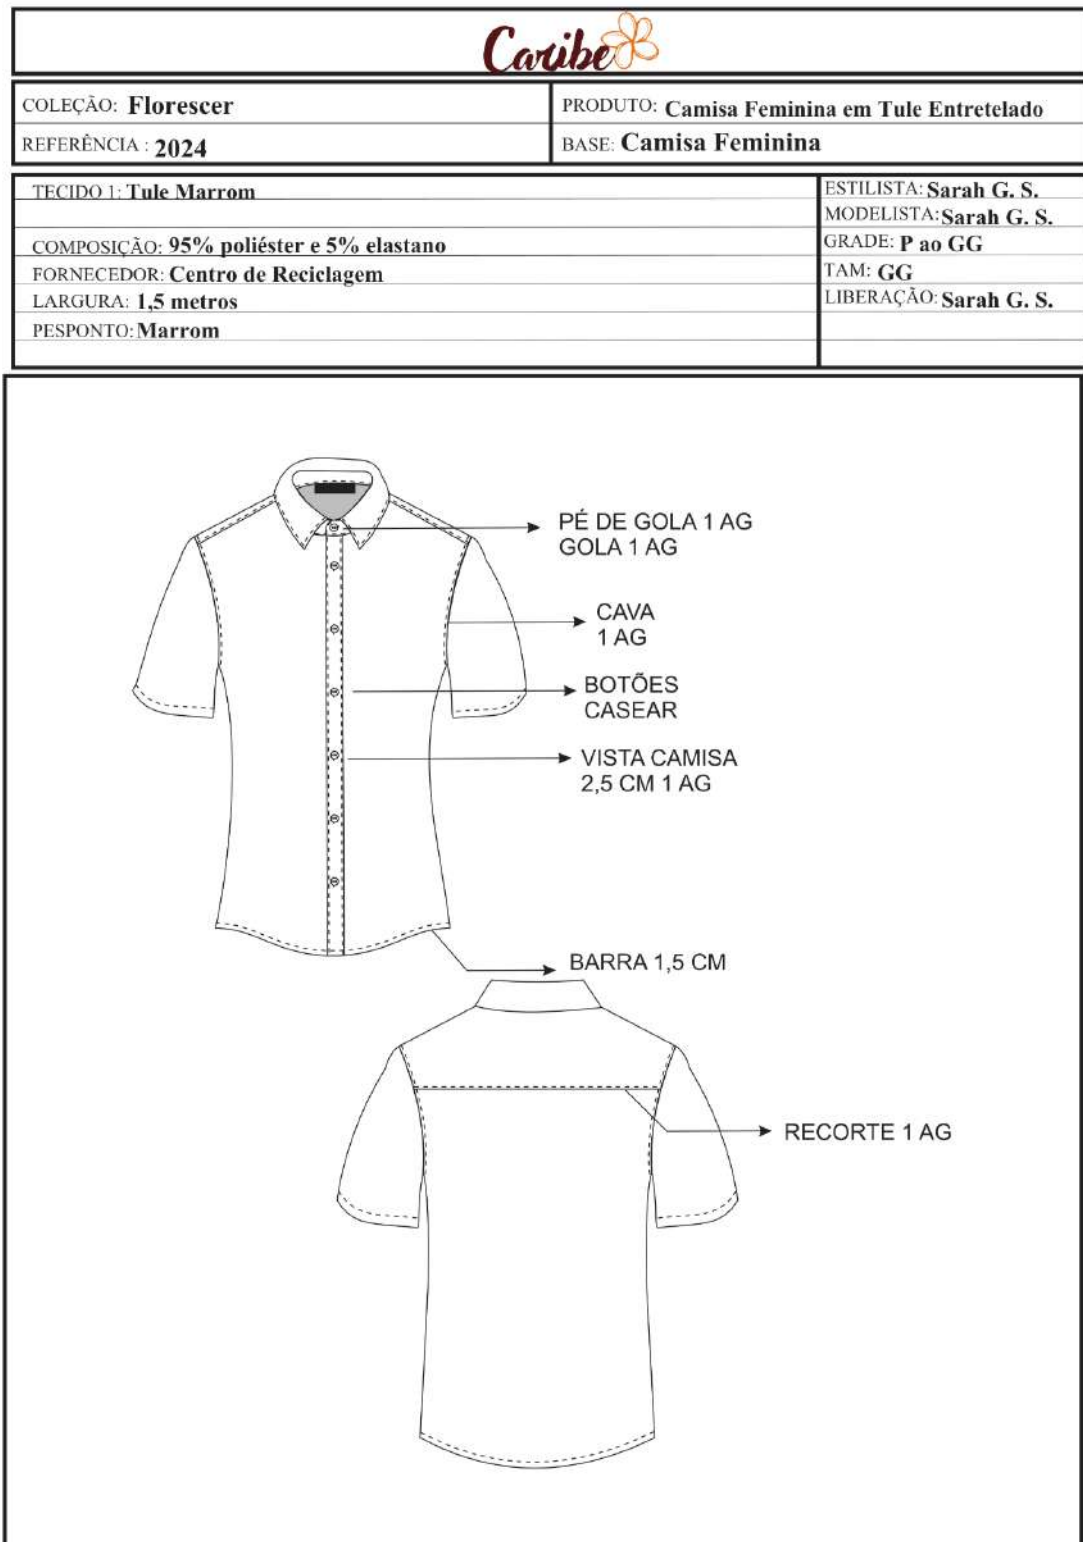 Caribe
COLEÇÃO: Florescer
PRODUTO: Camisa Feminina em Tule Entretelado
REFERÊNCIA : 2024
BASE: Camisa Feminina
TECIDO 1: Tule Marrom
COMPOSIÇÃO: 95% poliéster e 5% elastano
FORNECEDOR: Centro de Reciclagem
LARGURA: 1,5 metros
PESPONTO: Marrom
ESTILISTA: Sarah G. S.
MODELISTA: Sarah G. S.
GRADE: P ao GG
TAM: GG
LIBERAÇÃO: Sarah G. S.
PÉ DE GOLA 1 AG
GOLA 1 AG
CAVA
1 AG
BOTÕES
CASEAR
VISTA CAMISA
2,5 CM 1 AG
BARRA 1,5 CM
RECORTE 1 AG